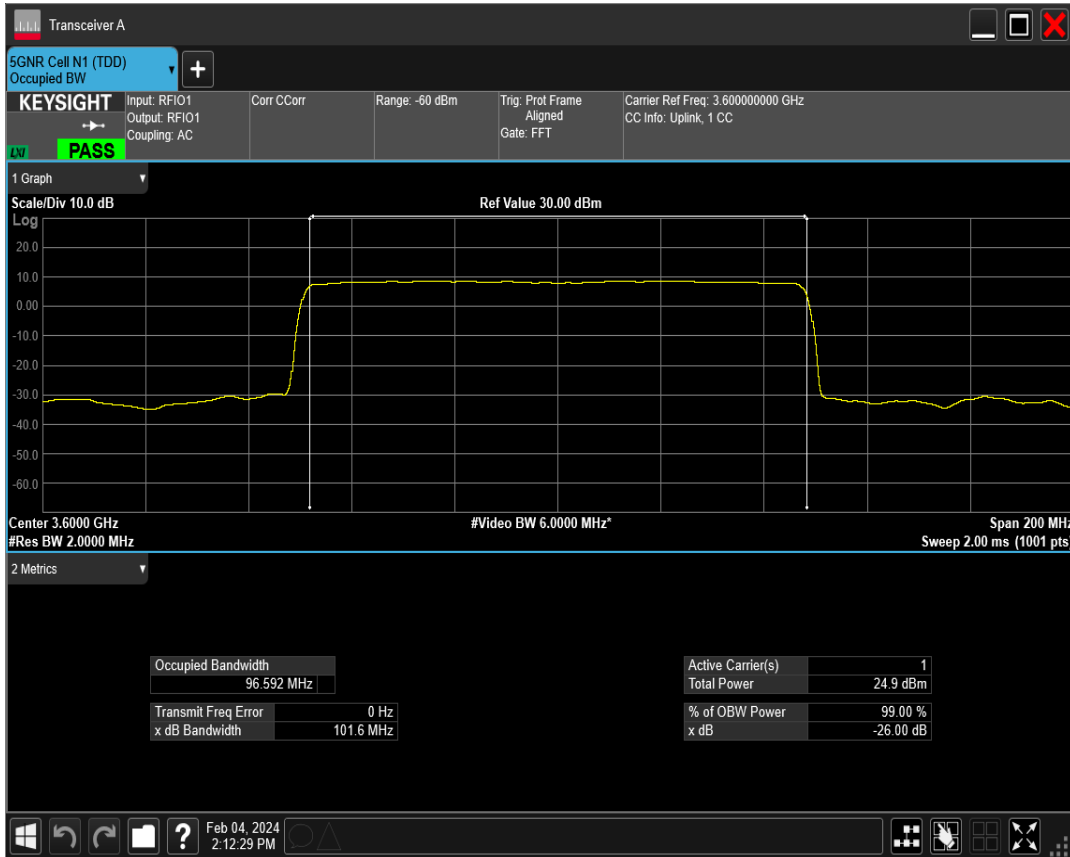 Transceiver A
5GNR Cell N1 (TDD)
Occupied BW
+
KEYSIGHT
LXI
PASS
Input: RFIO1
Output: RFIO1
Coupling: AC
Corr CCorr
Range: -60 dBm
Trig: Prot Frame
Aligned
Gate: FFT
Carrier Ref Freq: 3.600000000 GHz
CC Info: Uplink, 1 CC
1 Graph
Scale/Div 10.0 dB
Ref Value 30.00 dBm
Log
20.0
10.0
0.00
-10.0
-20.0
-30.0
-40.0
-50.0
-60.0
Center 3.6000 GHz
#Video BW 6.0000 MHz*
Span 200 MHz
#Res BW 2.0000 MHz
Sweep 2.00 ms (1001 pts)
2 Metrics
Occupied Bandwidth
96.592 MHz
Transmit Freq Error 0 Hz
x dB Bandwidth 101.6 MHz
Active Carrier(s) 1
Total Power 24.9 dBm
% of OBW Power 99.00 %
x dB -26.00 dB
?
Feb 04, 2024
2:12:29 PM